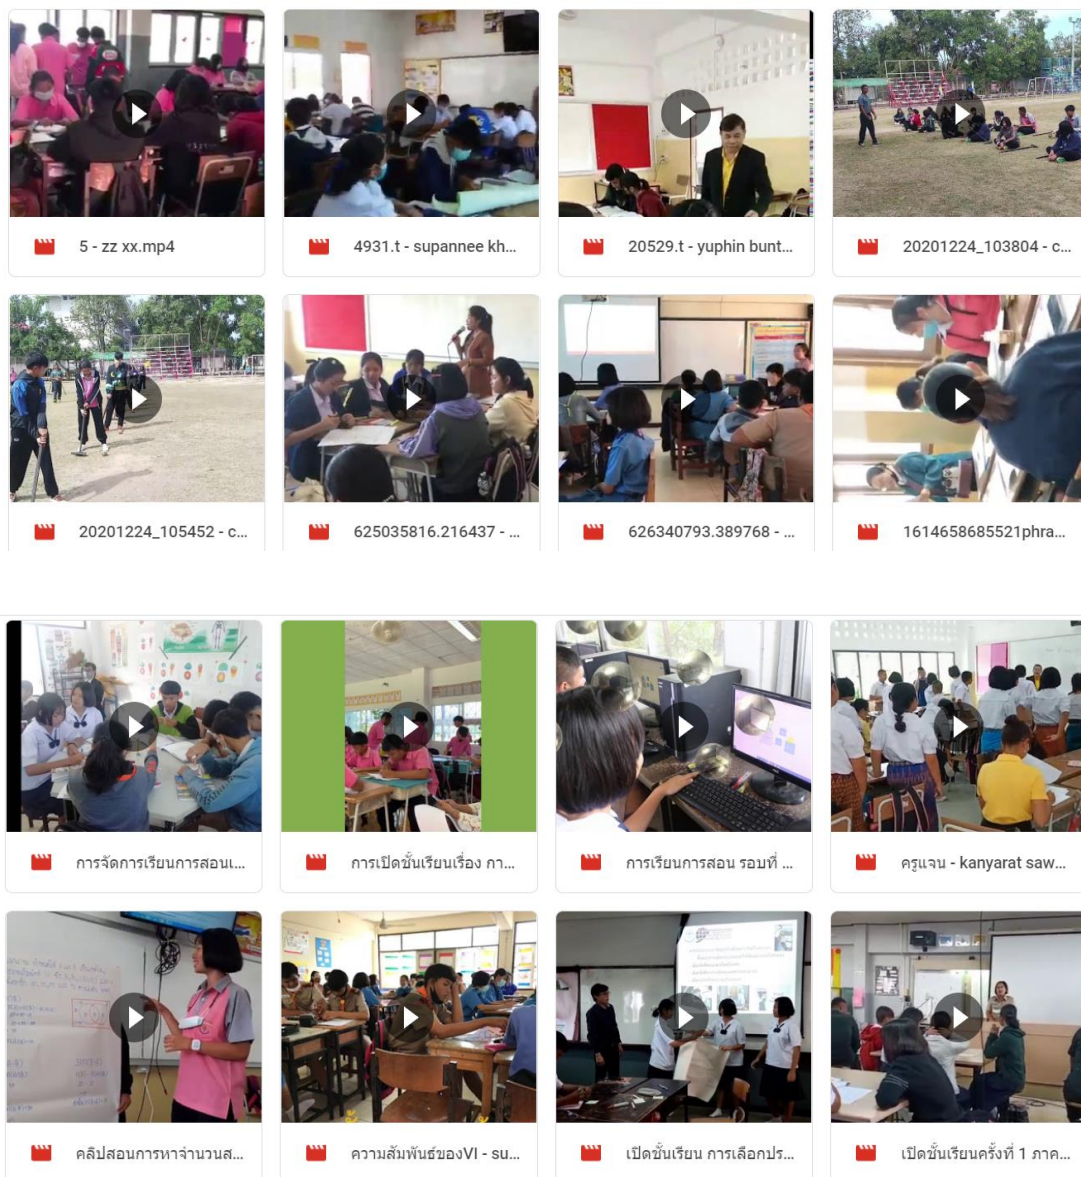 5 - zz xx.mp4
4931.t - supannee kh...
20529.t - yuphin bunt...
20201224_103804 - c...
20201224_105452 - c...
625035816.216437 - ...
626340793.389768 - ...
1614658685521phra...
การจัดการเรียนการสอนเ...
การเปิดชั้นเรียนเรื่อง กา...
การเรียนการสอน รอบที่ ...
ครูแจน - kanyarat saw...
คลิปสอนการหาจำนวนส...
ความสัมพันธ์ของVI - su...
เปิดชั้นเรียน การเลือกปร...
เปิดชั้นเรียนครั้งที่ 1 ภาค...